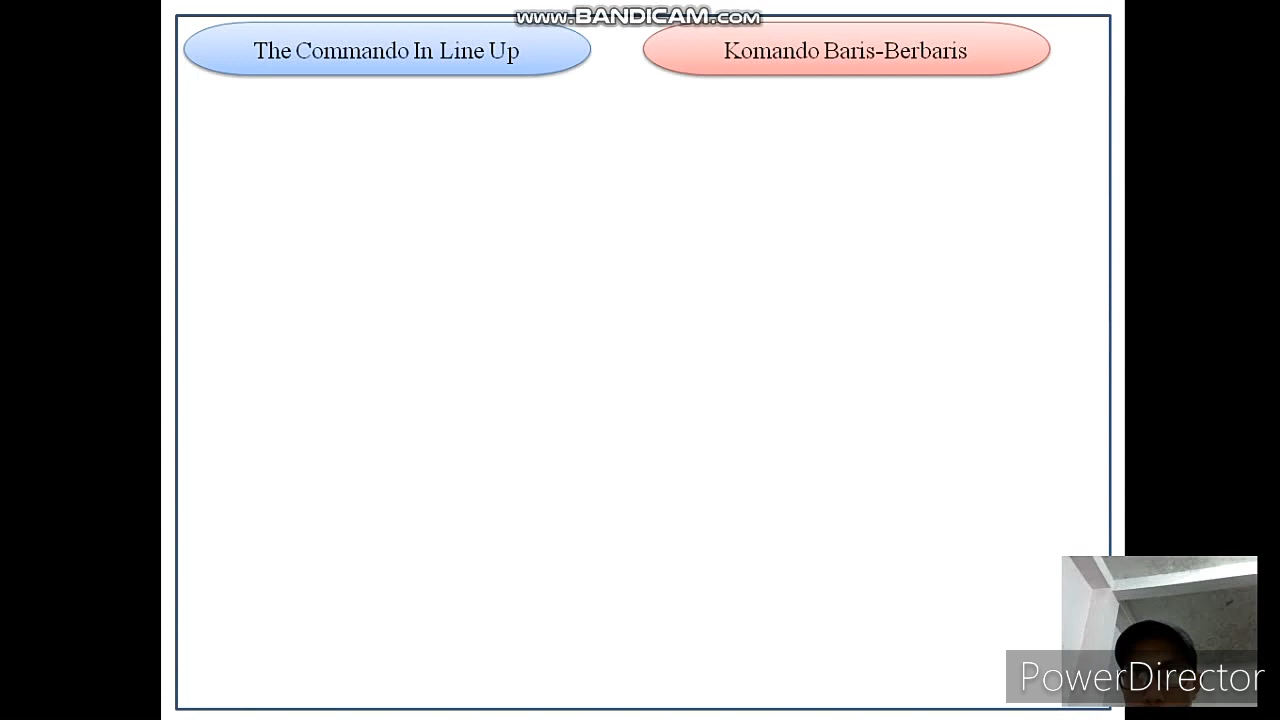 www.BANDICAM.com
The Commando In Line Up
Komando Baris-Berbaris
PowerDirector